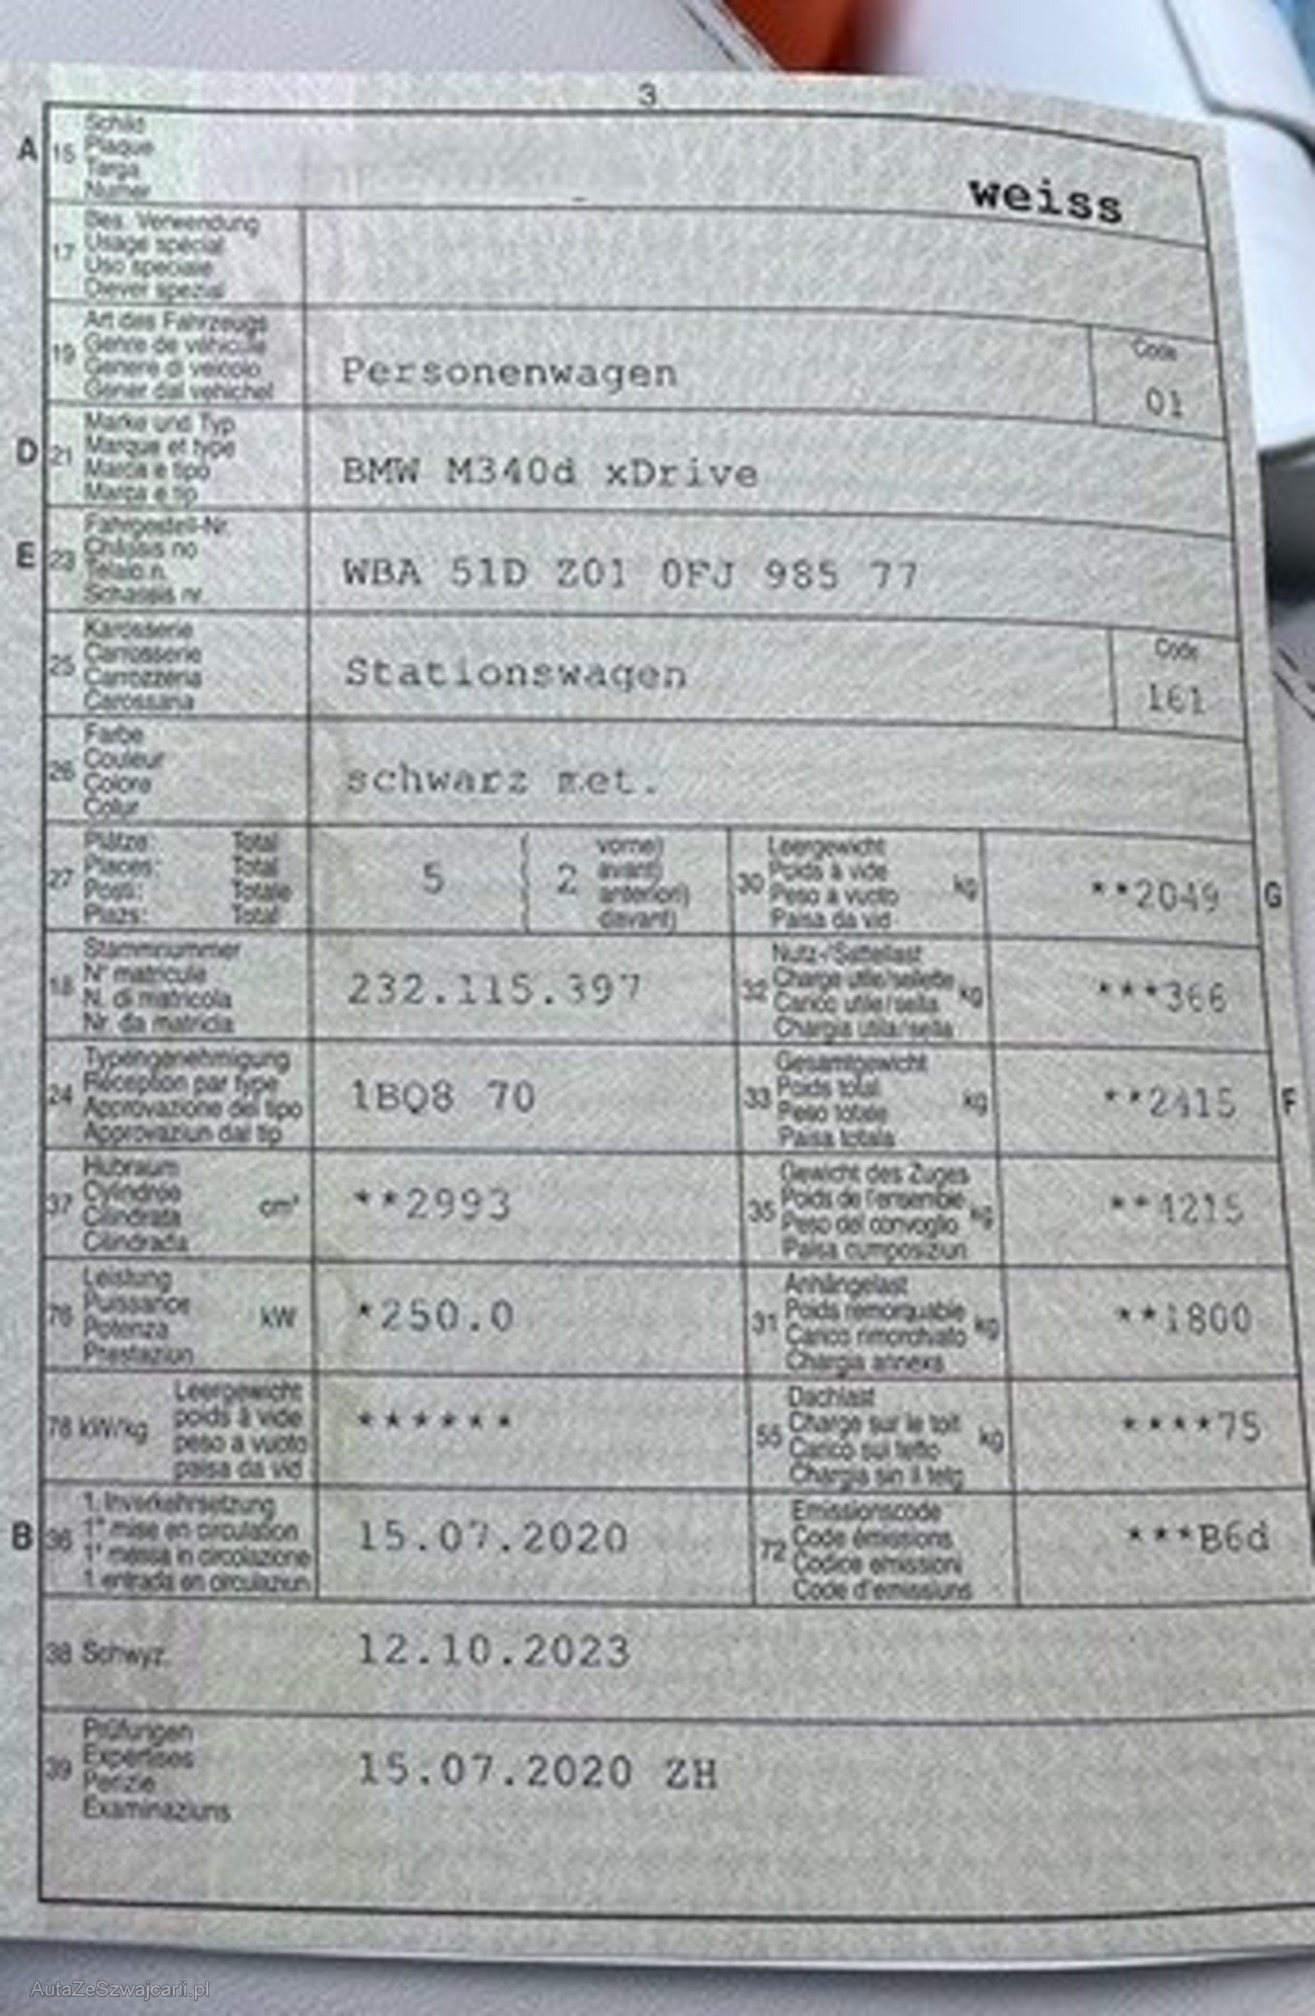 3
A 15 Schild
Plaque
Targa
Numer
weiss
17 Bes. Verwendung
Usage spécial
Uso speciale
Diever spezial
19 Art des Fahrzeugs
Genre de véhicule
Genere di veicolo
Gener dal vehichel
Personenwagen
Code
01
D 21 Marke und Typ
Marque et type
Marca e tipo
Marca e tip
BMW M340d xDrive
E 23 Fahrgestell-Nr.
Châssis no
Telaio n.
Schassis nr.
WBA 51D Z01 0FJ 985 77
25 Karosserie
Carrosserie
Carrozzeria
Carossaria
Stationswagen
Code
161
26 Farbe
Couleur
Colore
Colur
schwarz met.
27 Plätze: Total
Places: Total
Posti: Totale
Plazs: Total
5 ( 2 vorne)
avant)
anteriori)
davant)
30 Leergewicht
Poids à vide
Peso a vuoto
Paisa da vid
kg
**2049 G
18 Stammnummer
N° matricule
N. di matricola
Nr. da matricla
232.115.397
32 Nutz-/Sattellast
Charge utile/sellette
Carico utile/sella
Chargia utila/sella
kg
***366
24 Typengenehmigung
Réception par type
Approvazione del tipo
Approvaziun dal tip
1BQ8 70
33 Gesamtgewicht
Poids total
Peso totale
Paisa totala
kg
**2415 F
37 Hubraum
Cylindrée
Cilindrata
Cilindrada
cm³
**2993
35 Gewicht des Zuges
Poids de l'ensemble
Peso del convoglio
Paisa cumposiziun
kg
**4215
76 Leistung
Puissance
Potenza
Prestaziun
kW
*250.0
31 Anhängelast
Poids remorquable
Carico rimorchiato
Chargia annexa
kg
**1800
78 kW/kg Leergewicht
poids à vide
peso a vuoto
paisa da vid
******
55 Dachlast
Charge sur le toit
Carico sul tetto
Chargia sin il tetg
kg
****75
B 36 1. Inverkehrsetzung
1re mise en circulation
1a messa in circolazione
1. entrada en circulaziun
15.07.2020
72 Emissionscode
Code émissions
Codice emissioni
Code d'emissiuns
***B6d
38 Schwyz.
12.10.2023
39 Prüfungen
Expertises
Perizie
Examinaziuns
15.07.2020 ZH
AutaZeSzwajcarii.pl